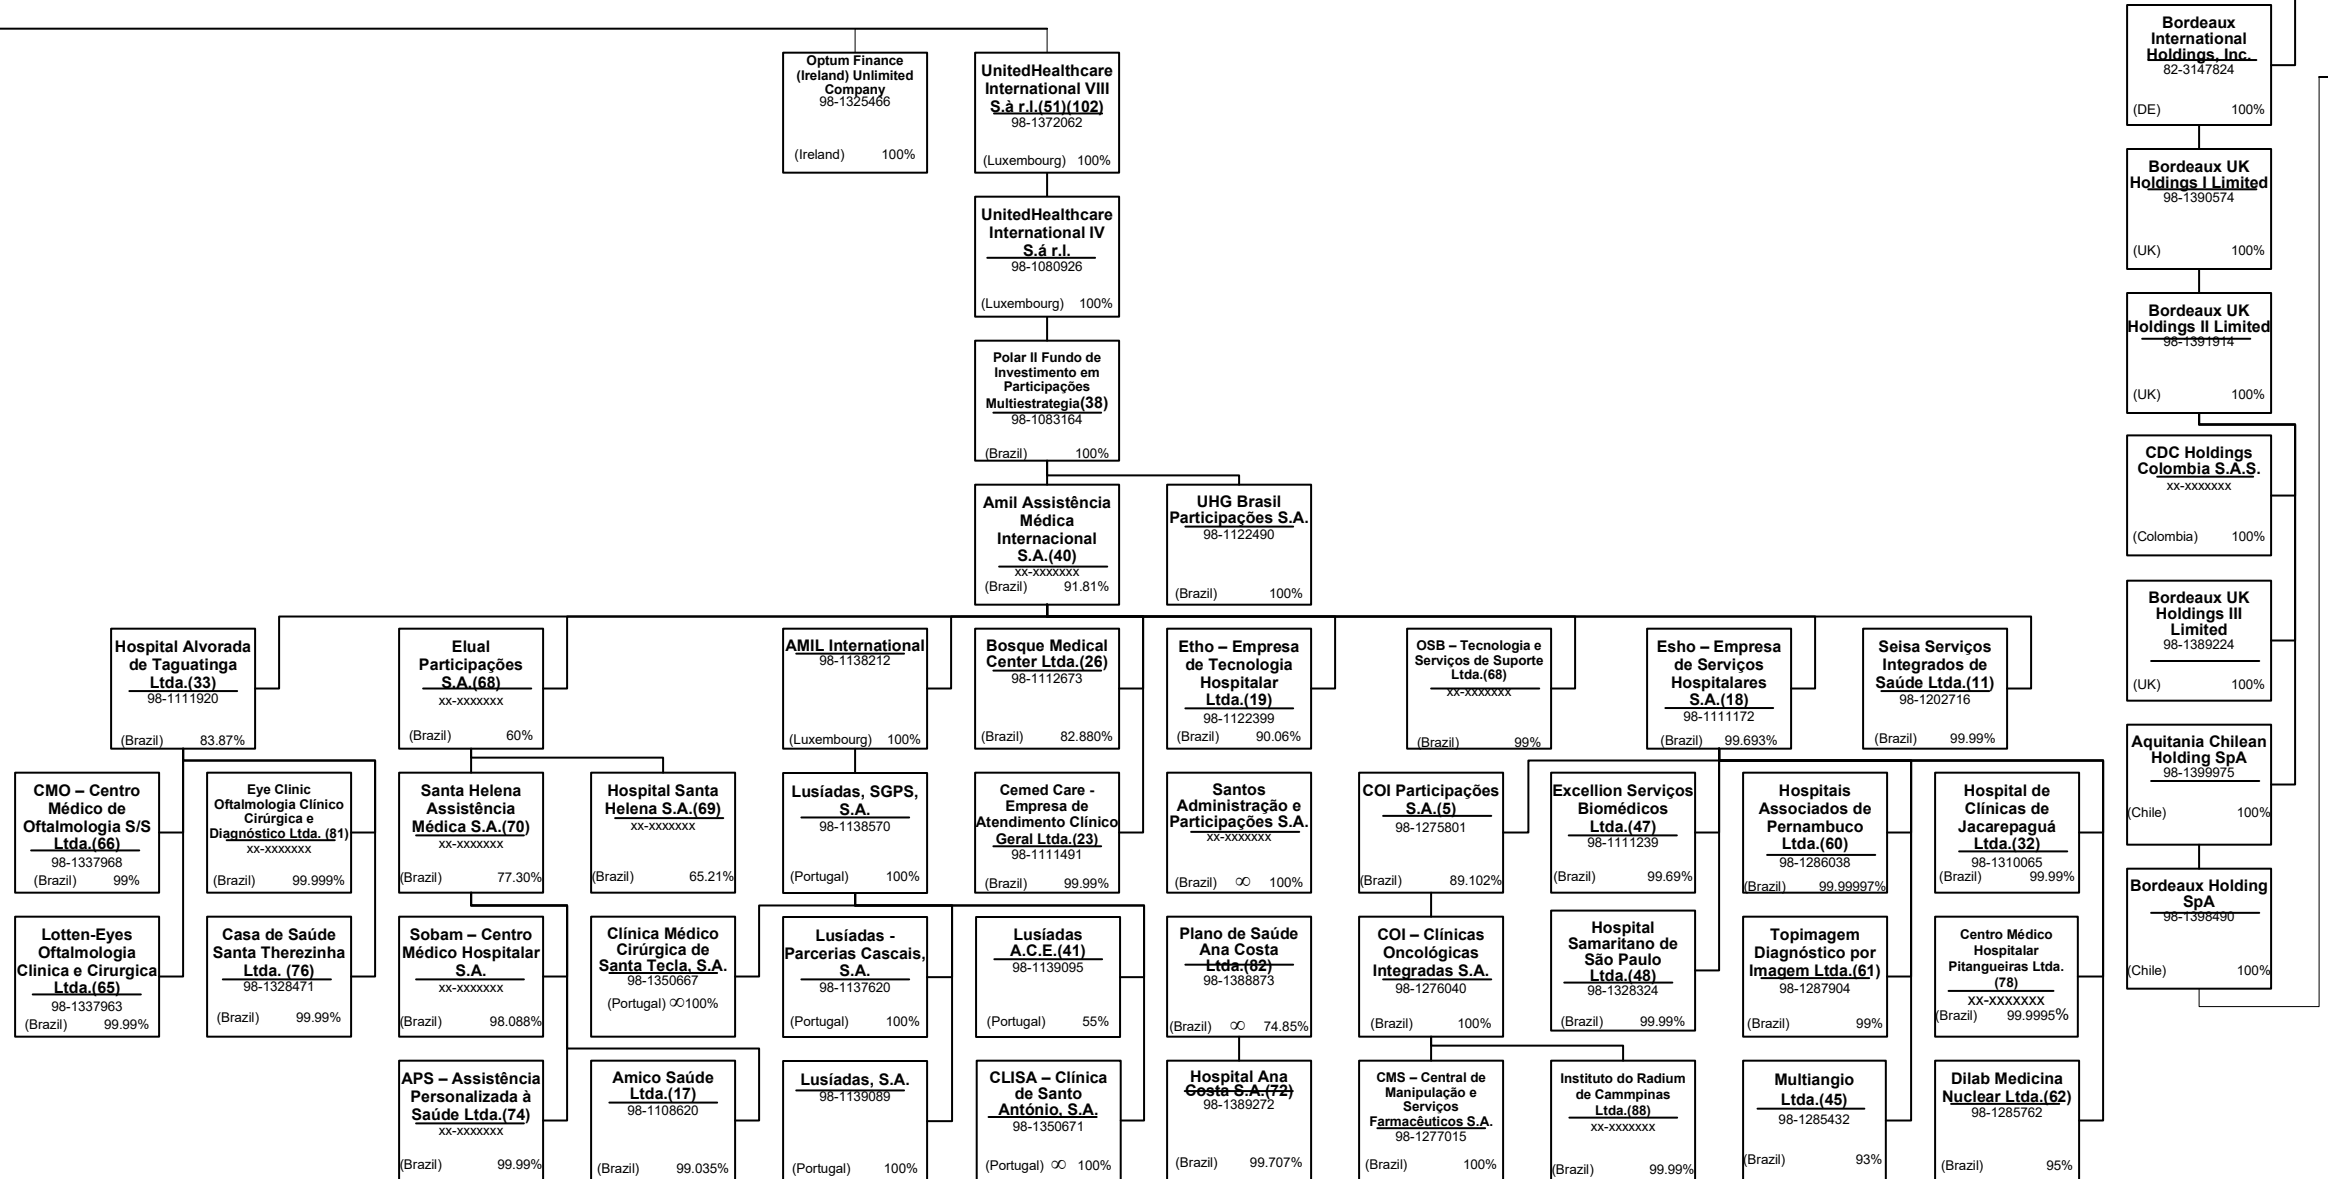 Optum Finance
(Ireland) Unlimited
Company
98-1325466
(Ireland) 100%
UnitedHealthcare
International VIII
S.à r.l.(51)(102)
98-1372062
(Luxembourg) 100%
UnitedHealthcare
International IV
S.á r.l.
98-1080926
(Luxembourg) 100%
Polar II Fundo de
Investimento em
Participações
Multiestrategia(38)
98-1083164
(Brazil) 100%
Amil Assistência
Médica
Internacional
S.A.(40)
xx-xxxxxxx
(Brazil) 91.81%
UHG Brasil
Participações S.A.
98-1122490
(Brazil) 100%
Bordeaux
International
Holdings, Inc.
82-3147824
(DE) 100%
Bordeaux UK
Holdings I Limited
98-1390574
(UK) 100%
Bordeaux UK
Holdings II Limited
98-1391914
(UK) 100%
CDC Holdings
Colombia S.A.S.
xx-xxxxxxx
(Colombia) 100%
Bordeaux UK
Holdings III
Limited
98-1389224
(UK) 100%
Aquitania Chilean
Holding SpA
98-1399975
(Chile) 100%
Bordeaux Holding
SpA
98-1398490
(Chile) 100%
Hospital Alvorada
de Taguatinga
Ltda.(33)
98-1111920
(Brazil) 83.87%
Elual
Participações
S.A.(68)
xx-xxxxxxx
(Brazil) 60%
AMIL International
98-1138212
(Luxembourg) 100%
Bosque Medical
Center Ltda.(26)
98-1112673
(Brazil) 82.880%
Etho – Empresa
de Tecnologia
Hospitalar
Ltda.(19)
98-1122399
(Brazil) 90.06%
OSB – Tecnologia e
Serviços de Suporte
Ltda.(68)
xx-xxxxxxx
(Brazil) 99%
Esho – Empresa
de Serviços
Hospitalares
S.A.(18)
98-1111172
(Brazil) 99.693%
Seisa Serviços
Integrados de
Saúde Ltda.(11)
98-1202716
(Brazil) 99.99%
CMO – Centro
Médico de
Oftalmologia S/S
Ltda.(66)
98-1337968
(Brazil) 99%
Eye Clinic
Oftalmologia Clínico
Cirúrgica e
Diagnóstico Ltda. (81)
xx-xxxxxxx
(Brazil) 99.999%
Santa Helena
Assistência
Médica S.A.(70)
xx-xxxxxxx
(Brazil) 77.30%
Hospital Santa
Helena S.A.(69)
xx-xxxxxxx
(Brazil) 65.21%
Lusíadas, SGPS,
S.A.
98-1138570
(Portugal) 100%
Cemed Care -
Empresa de
Atendimento Clínico
Geral Ltda.(23)
98-1111491
(Brazil) 99.99%
Santos
Administração e
Participações S.A.
xx-xxxxxxx
(Brazil) ∞ 100%
COI Participações
S.A.(5)
98-1275801
(Brazil) 89.102%
Excellion Serviços
Biomédicos
Ltda.(47)
98-1111239
(Brazil) 99.69%
Hospitais
Associados de
Pernambuco
Ltda.(60)
98-1286038
(Brazil) 99.99997%
Hospital de
Clínicas de
Jacarepaguá
Ltda.(32)
98-1310065
(Brazil) 99.99%
Lotten-Eyes
Oftalmologia
Clinica e Cirurgica
Ltda.(65)
98-1337963
(Brazil) 99.99%
Casa de Saúde
Santa Therezinha
Ltda. (76)
98-1328471
(Brazil) 99.99%
Sobam – Centro
Médico Hospitalar
S.A.
xx-xxxxxxx
(Brazil) 98.088%
Clínica Médico
Cirúrgica de
Santa Tecla, S.A.
98-1350667
(Portugal) ∞100%
Lusíadas -
Parcerias Cascais,
S.A.
98-1137620
(Portugal) 100%
Lusíadas
A.C.E.(41)
98-1139095
(Portugal) 55%
Plano de Saúde
Ana Costa
Ltda.(82)
98-1388873
(Brazil) ∞ 74.85%
COI – Clínicas
Oncológicas
Integradas S.A.
98-1276040
(Brazil) 100%
Hospital
Samaritano de
São Paulo
Ltda.(48)
98-1328324
(Brazil) 99.99%
Topimagem
Diagnóstico por
Imagem Ltda.(61)
98-1287904
(Brazil) 99%
Centro Médico
Hospitalar
Pitangueiras Ltda.
(78)
xx-xxxxxxx
(Brazil) 99.9995%
APS – Assistência
Personalizada à
Saúde Ltda.(74)
xx-xxxxxxx
(Brazil) 99.99%
Amico Saúde
Ltda.(17)
98-1108620
(Brazil) 99.035%
Lusíadas, S.A.
98-1139089
(Portugal) 100%
CLISA – Clínica
de Santo
António, S.A.
98-1350671
(Portugal) ∞ 100%
Hospital Ana
Costa S.A.(72)
98-1389272
(Brazil) 99.707%
CMS – Central de
Manipulação e
Serviços
Farmacêuticos S.A.
98-1277015
(Brazil) 100%
Instituto do Radium
de Cammpinas
Ltda.(88)
xx-xxxxxxx
(Brazil) 99.99%
Multiangio
Ltda.(45)
98-1285432
(Brazil) 93%
Dilab Medicina
Nuclear Ltda.(62)
98-1285762
(Brazil) 95%